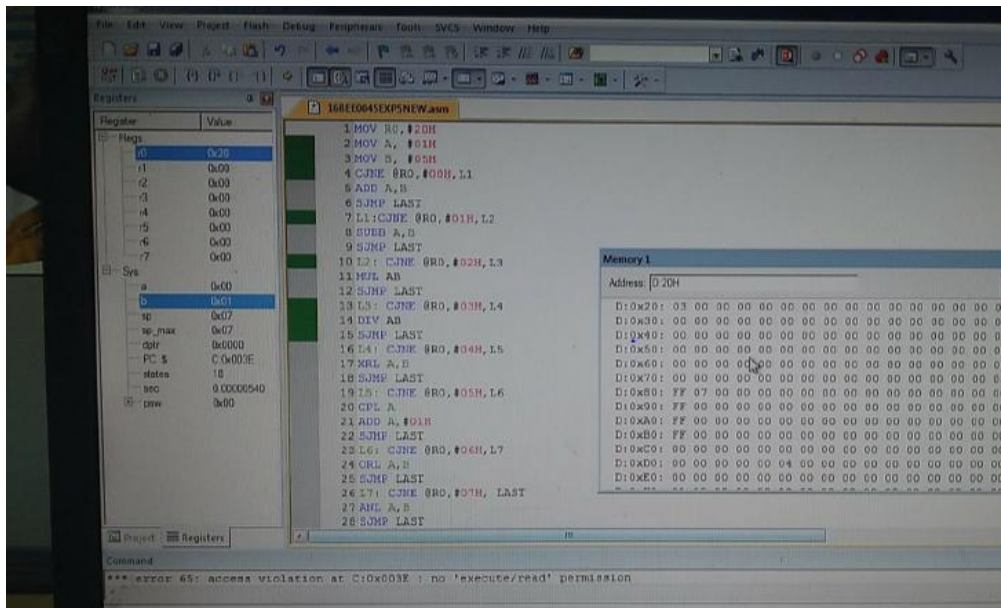 File Edit View Project Flash Debug Peripherals Tools SVCS Window Help
Registers
Register Value
Regs
r0 0x20
r1 0x00
r2 0x00
r3 0x00
r4 0x00
r5 0x00
r6 0x00
r7 0x00
Sys
a 0x00
b 0x01
sp 0x07
sp_max 0x07
dptr 0x0000
PC $ C:0x003E
states 18
sec 0.00000540
psw 0x00
Project Registers
16BEE0045EXP5NEW.asm
1 MOV R0,#20H
2 MOV A, #01H
3 MOV B, #05H
4 CJNE @R0,#00H,L1
5 ADD A,B
6 SJMP LAST
7 L1:CJNE @R0,#01H,L2
8 SUBB A,B
9 SJMP LAST
10 L2: CJNE @R0,#02H,L3
11 MUL AB
12 SJMP LAST
13 L3: CJNE @R0,#03H,L4
14 DIV AB
15 SJMP LAST
16 L4: CJNE @R0,#04H,L5
17 XRL A,B
18 SJMP LAST
19 L5: CJNE @R0,#05H,L6
20 CPL A
21 ADD A,#01H
22 SJMP LAST
23 L6: CJNE @R0,#06H,L7
24 ORL A,B
25 SJMP LAST
26 L7: CJNE @R0,#07H, LAST
27 ANL A,B
28 SJMP LAST
Memory 1
Address: D:20H
D:0x20: 03 00 00 00 00 00 00 00 00 00 00 00 00 00 00
D:0x30: 00 00 00 00 00 00 00 00 00 00 00 00 00 00 00
D:0x40: 00 00 00 00 00 00 00 00 00 00 00 00 00 00 00
D:0x50: 00 00 00 00 00 00 00 00 00 00 00 00 00 00 00
D:0x60: 00 00 00 00 00 00 00 00 00 00 00 00 00 00
D:0x70: 00 00 00 00 00 00 00 00 00 00 00 00 00 00 00
D:0x80: FF 07 00 00 00 00 00 00 00 00 00 00 00 00 00
D:0x90: FF 00 00 00 00 00 00 00 00 00 00 00 00 00 00
D:0xA0: FF 00 00 00 00 00 00 00 00 00 00 00 00 00 00
D:0xB0: FF 00 00 00 00 00 00 00 00 00 00 00 00 00 00
D:0xC0: 00 00 00 00 00 00 00 00 00 00 00 00 00 00 00
D:0xD0: 00 00 00 00 00 04 00 00 00 00 00 00 00 00 00
D:0xE0: 00 00 00 00 00 00 00 00 00 00 00 00 00 00 00
Command
*** error 65: access violation at C:0x003E : no 'execute/read' permission